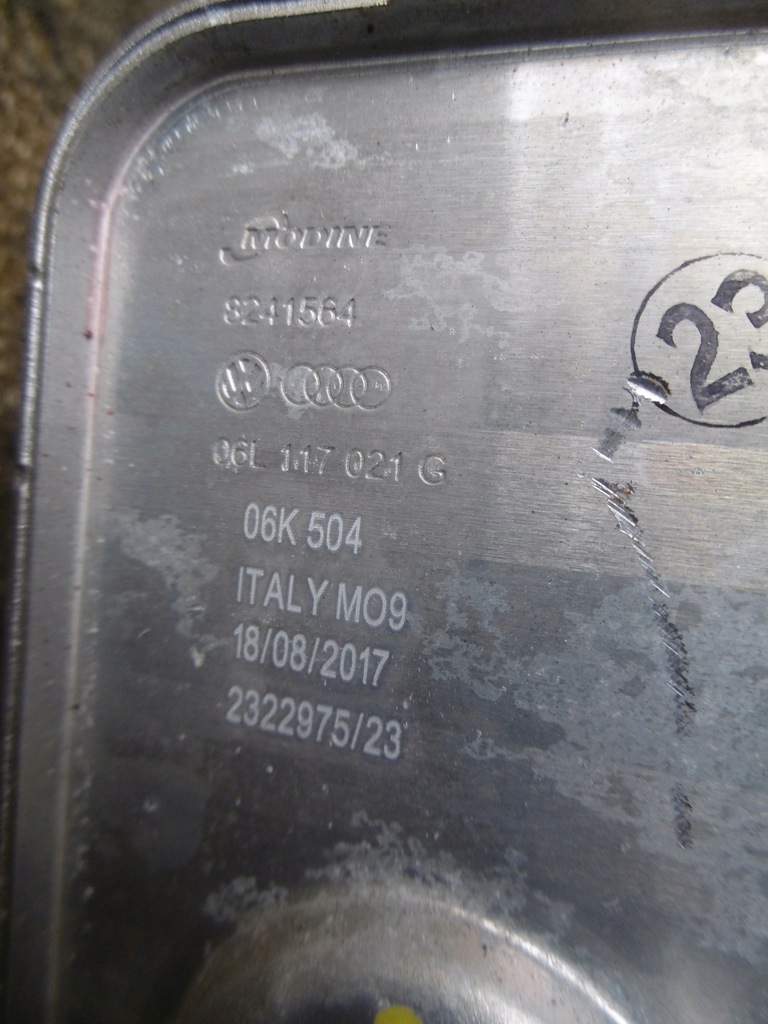 MODINE
8241564
06L 117 021 G
06K 504
ITALY MO9
18/08/2017
2322975/23
23